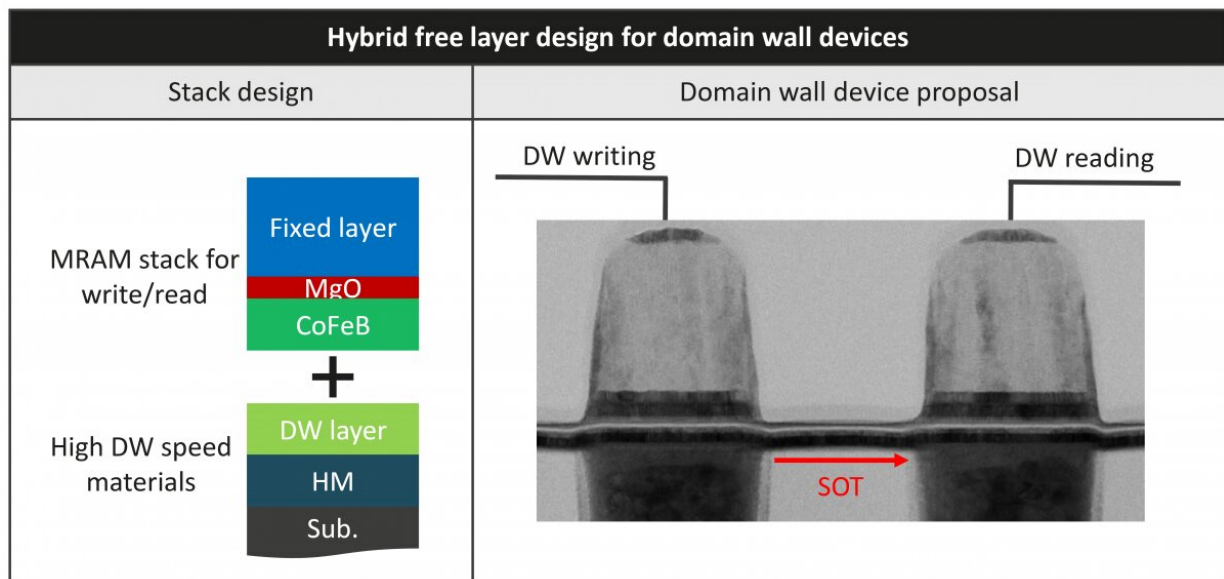 Hybrid free layer design for domain wall devices
Stack design
Domain wall device proposal
MRAM stack for
write/read
Fixed layer
MgO
CoFeB
+
High DW speed
materials
DW layer
HM
Sub.
DW writing
DW reading
SOT